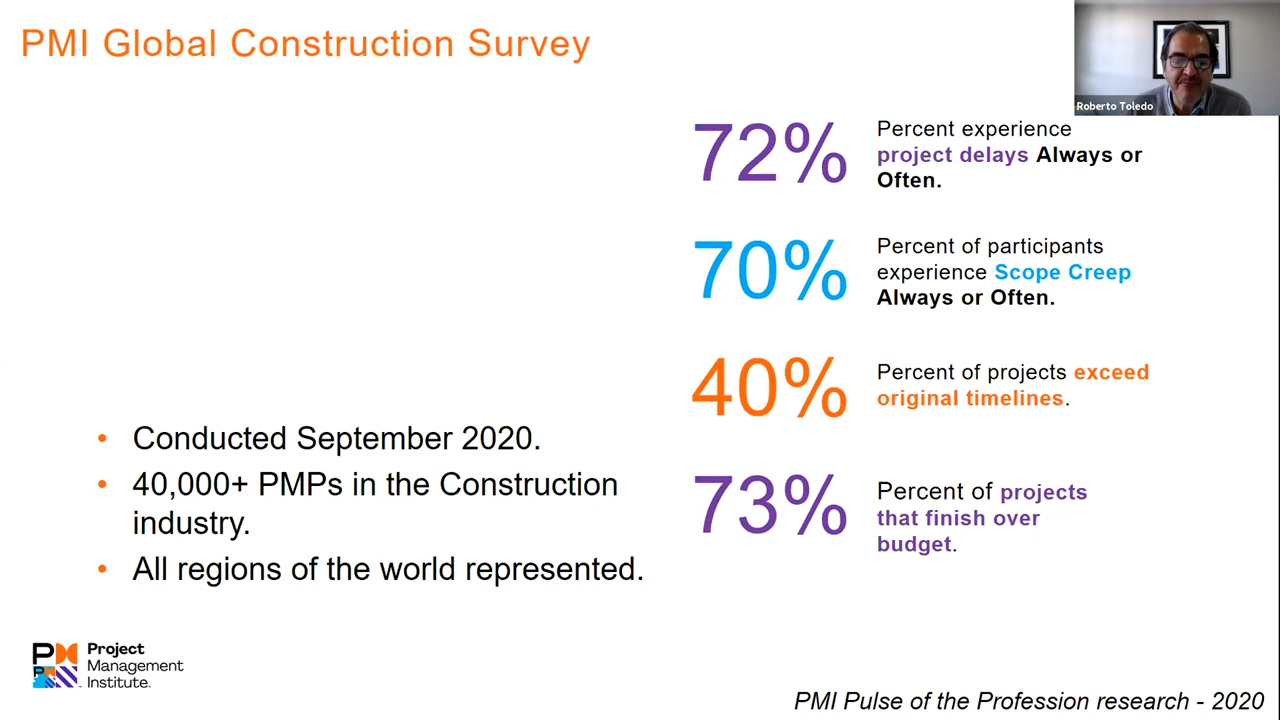 PMI Global Construction Survey
Roberto Toledo
72%
Percent experience
project delays Always or
Often.
70%
Percent of participants
experience Scope Creep
Always or Often.
40%
Percent of projects exceed
original timelines.
73%
Percent of projects
that finish over
budget.
• Conducted September 2020.
• 40,000+ PMPs in the Construction
industry.
• All regions of the world represented.
Project
Management
Institute.
PMI Pulse of the Profession research - 2020